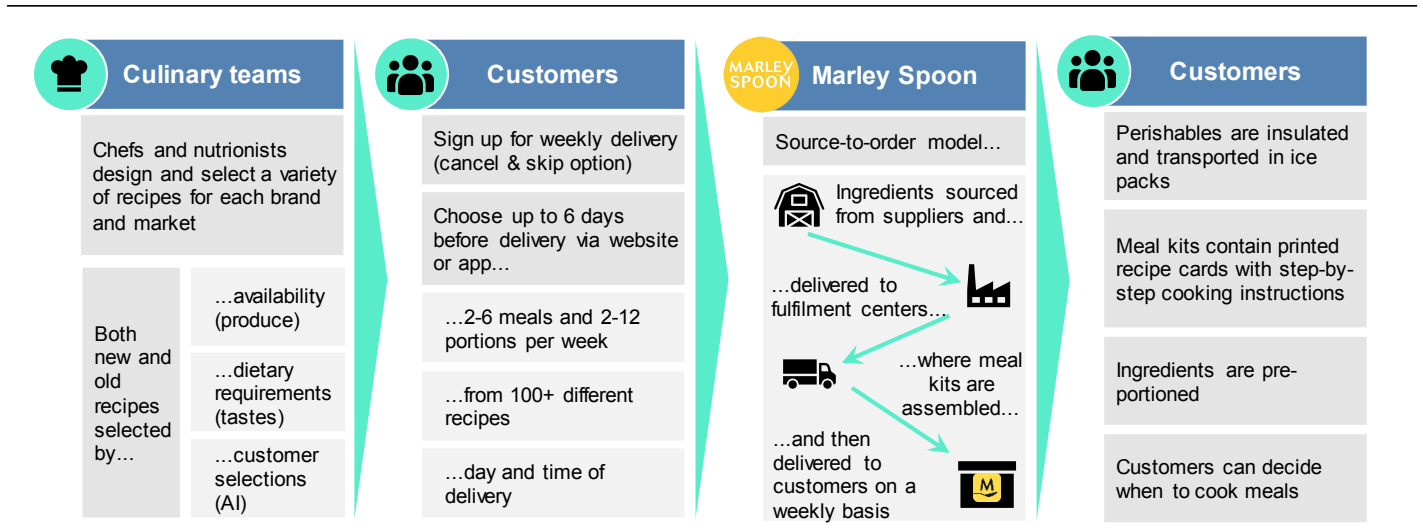 Culinary teams
Chefs and nutrionists
design and select a
variety
of recipes for each brand
and market
Both
new and
old
recipes
selected
by…
…availability
(produce)
…dietary
requirements
(tastes)
…customer
selections
(AI)
Customers
Sign up for weekly delivery
(cancel & skip option)
Choose up to 6 days
before delivery via website
or app…
…2-6 meals and 2-12
portions per week
…from 100+ different
recipes
…day and time of
delivery
MARLEY
SPOON
Marley Spoon
Source-to-order model…
Ingredients sourced
from suppliers and…
…delivered to
fulfilment centers…
…where meal
kits are
assembled…
…and then
delivered to
customers on a
weekly basis
M
Customers
Perishables are insulated
and transported in ice
packs
Meal kits contain printed
recipe cards with step-by-
step cooking instructions
Ingredients are pre-
portioned
Customers can decide
when to cook meals